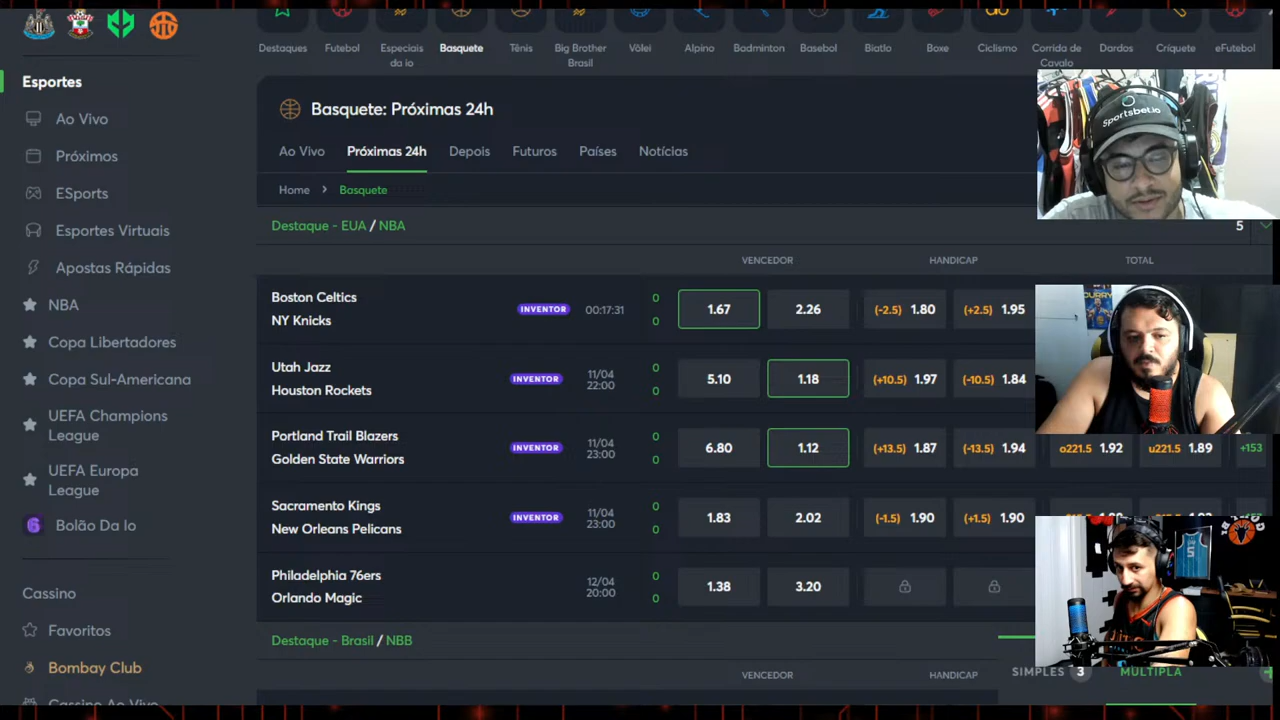 Destaques
Futebol
Especiais da io
Basquete
Tênis
Big Brother Brasil
Vôlei
Alpino
Badminton
Basebol
Biatlo
Boxe
Ciclismo
Corrida de Cavalo
Dardos
Críquete
eFutebol
Esportes
Ao Vivo
Próximos
ESports
Esportes Virtuais
Apostas Rápidas
NBA
Copa Libertadores
Copa Sul-Americana
UEFA Champions
League
UEFA Europa
League
6 Bolão Da Io
Cassino
Favoritos
Bombay Club
Cassino Ao Vivo
Basquete: Próximas 24h
Ao Vivo Próximas 24h Depois Futuros Países Notícias
Home > Basquete
Destaque - EUA / NBA 5
VENCEDOR HANDICAP TOTAL
Boston Celtics
NY Knicks
INVENTOR 00:17:31 0 0 1.67 2.26 (-2.5) 1.80 (+2.5) 1.95
Utah Jazz
Houston Rockets
INVENTOR 11/04 22:00 0 0 5.10 1.18 (+10.5) 1.97 (-10.5) 1.84
Portland Trail Blazers
Golden State Warriors
INVENTOR 11/04 23:00 0 0 6.80 1.12 (+13.5) 1.87 (-13.5) 1.94 o221.5 1.92 u221.5 1.89 +153
Sacramento Kings
New Orleans Pelicans
INVENTOR 11/04 23:00 0 0 1.83 2.02 (-1.5) 1.90 (+1.5) 1.90
Philadelphia 76ers
Orlando Magic
12/04 20:00 0 0 1.38 3.20
Destaque - Brasil / NBB
VENCEDOR HANDICAP
SIMPLES 3 MÚLTIPLA
Sportsbet.io
CURRY
5